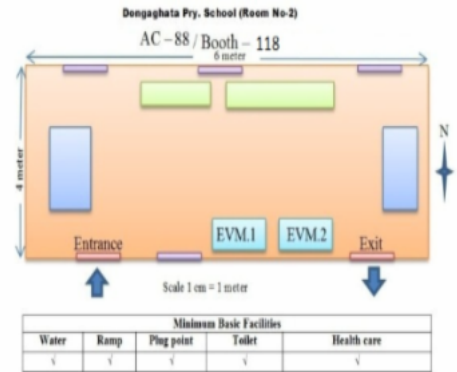 Dongaghata Pry. School (Room No-2)
AC – 88 / Booth – 118
6 meter
4 meter
N
EVM.1 EVM.2
Entrance Exit
Scale 1 cm = 1 meter
Minimum Basic Facilities
Water Ramp Plug point Toilet Health care
√ √ √ √ √